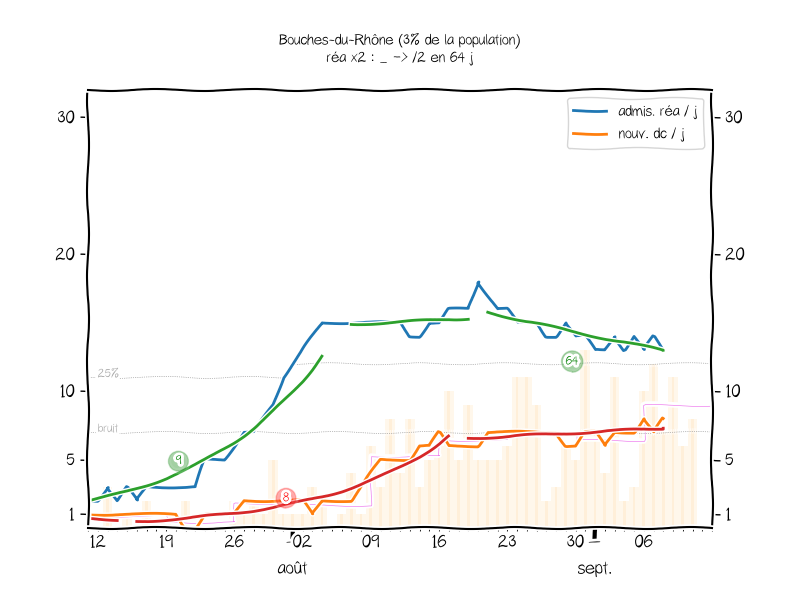 Bouches-du-Rhône (3% de la population)
réa x2 : _ -> /2 en 64 j
admis. réa / j
nouv. dc / j
30
30
20
20
25%
64
10
10
bruit
9
5
5
8
1
1
12 19 26 02 09 16 23 30 06
août sept.